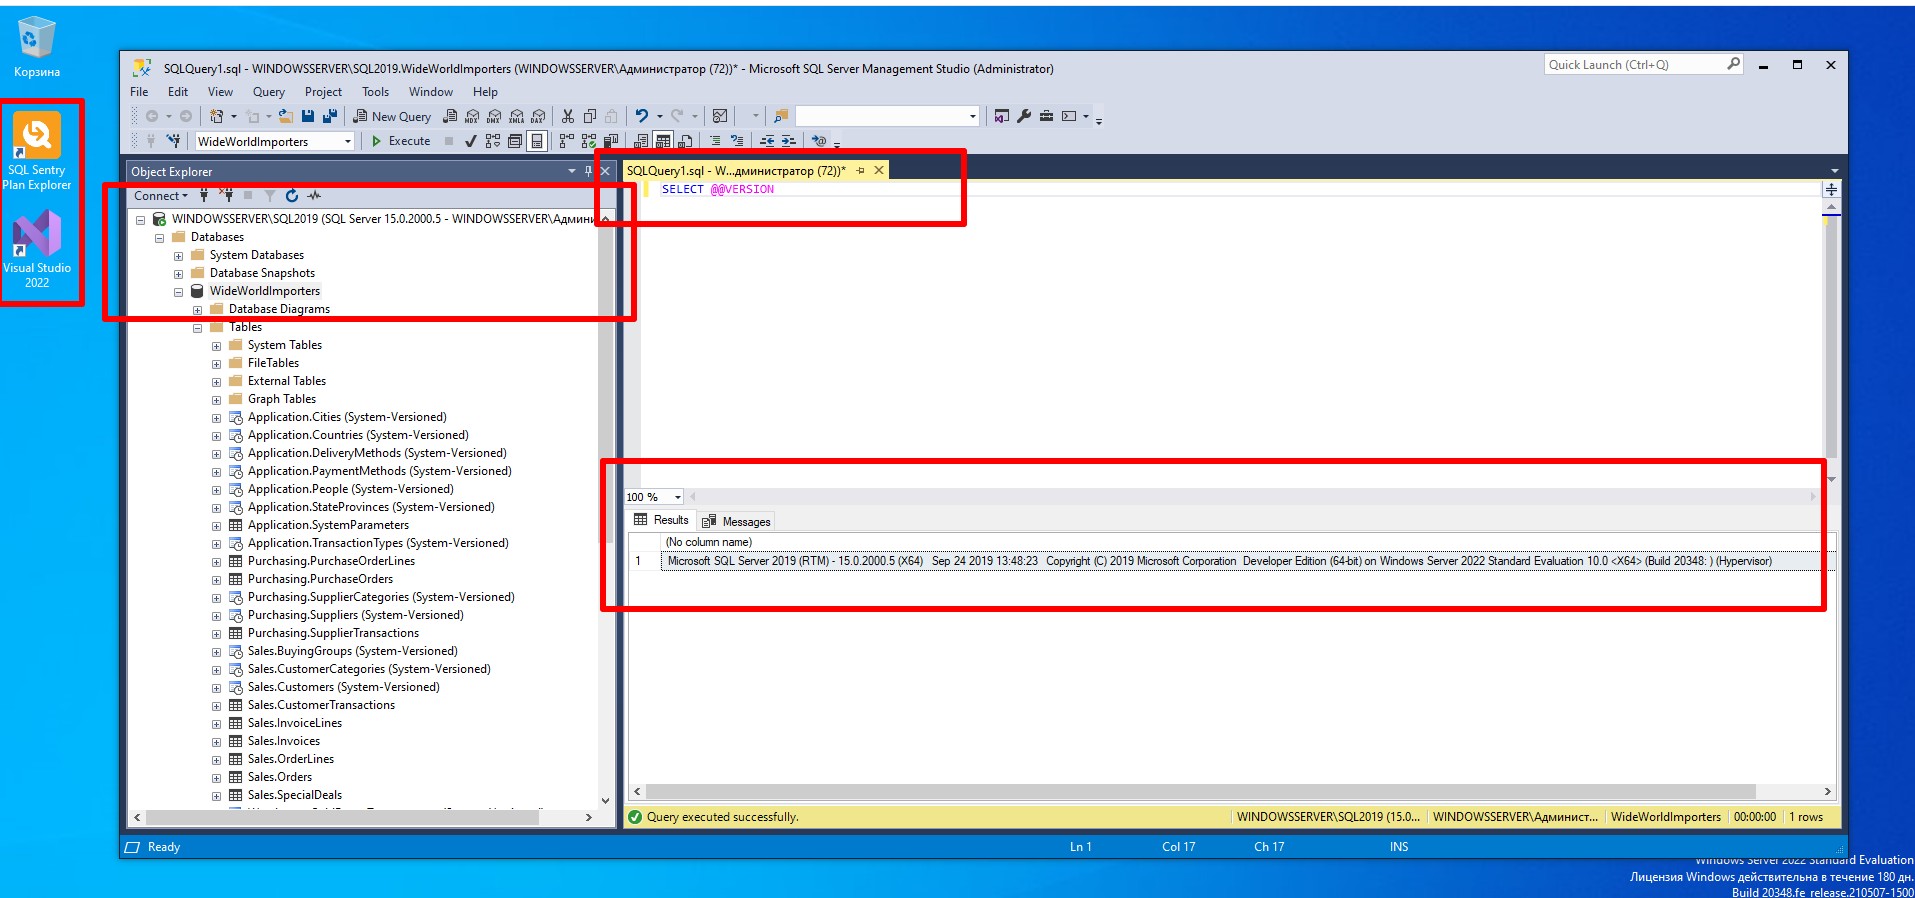 Корзина
SQL Sentry
Plan Explorer
Visual Studio
2022
SQLQuery1.sql - WINDOWSSERVER\SQL2019.WideWorldImporters (WINDOWSSERVER\Администратор (72))* - Microsoft SQL Server Management Studio (Administrator)
Quick Launch (Ctrl+Q)
File Edit View Query Project Tools Window Help
New Query
MDX DMX XMLA DAX
WideWorldImporters
Execute
Object Explorer
Connect
WINDOWSSERVER\SQL2019 (SQL Server 15.0.2000.5 - WINDOWSSERVER\Админи
Databases
System Databases
Database Snapshots
WideWorldImporters
Database Diagrams
Tables
System Tables
FileTables
External Tables
Graph Tables
Application.Cities (System-Versioned)
Application.Countries (System-Versioned)
Application.DeliveryMethods (System-Versioned)
Application.PaymentMethods (System-Versioned)
Application.People (System-Versioned)
Application.StateProvinces (System-Versioned)
Application.SystemParameters
Application.TransactionTypes (System-Versioned)
Purchasing.PurchaseOrderLines
Purchasing.PurchaseOrders
Purchasing.SupplierCategories (System-Versioned)
Purchasing.Suppliers (System-Versioned)
Purchasing.SupplierTransactions
Sales.BuyingGroups (System-Versioned)
Sales.CustomerCategories (System-Versioned)
Sales.Customers (System-Versioned)
Sales.CustomerTransactions
Sales.InvoiceLines
Sales.Invoices
Sales.OrderLines
Sales.Orders
Sales.SpecialDeals
SQLQuery1.sql - W...дминистратор (72))*
SELECT @@VERSION
100 %
Results Messages
(No column name)
1 Microsoft SQL Server 2019 (RTM) - 15.0.2000.5 (X64) Sep 24 2019 13:48:23 Copyright (C) 2019 Microsoft Corporation Developer Edition (64-bit) on Windows Server 2022 Standard Evaluation 10.0 <X64> (Build 20348: ) (Hypervisor)
Query executed successfully.
WINDOWSSERVER\SQL2019 (15.0... WINDOWSSERVER\Админист... WideWorldImporters 00:00:00 1 rows
Ready
Ln 1 Col 17 Ch 17 INS
Windows Server 2022 Standard Evaluation
Лицензия Windows действительна в течение 180 дн.
Build 20348.fe_release.210507-1500